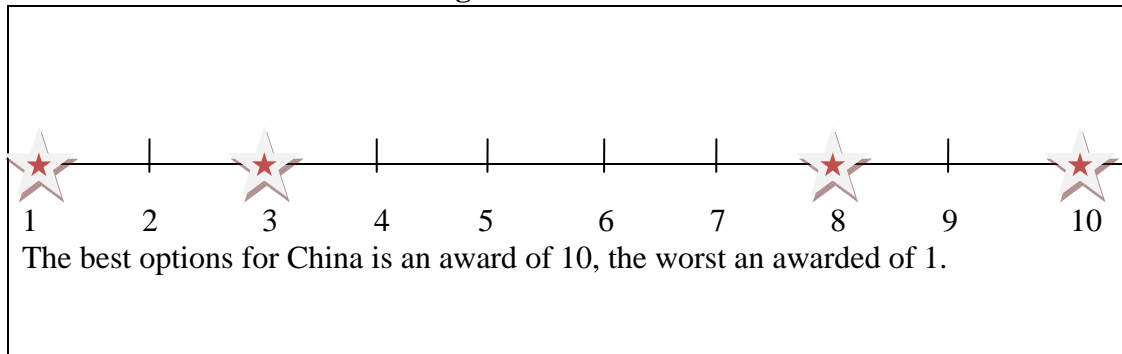 1 2 3 4 5 6 7 8 9 10
The best options for China is an award of 10, the worst an awarded of 1.